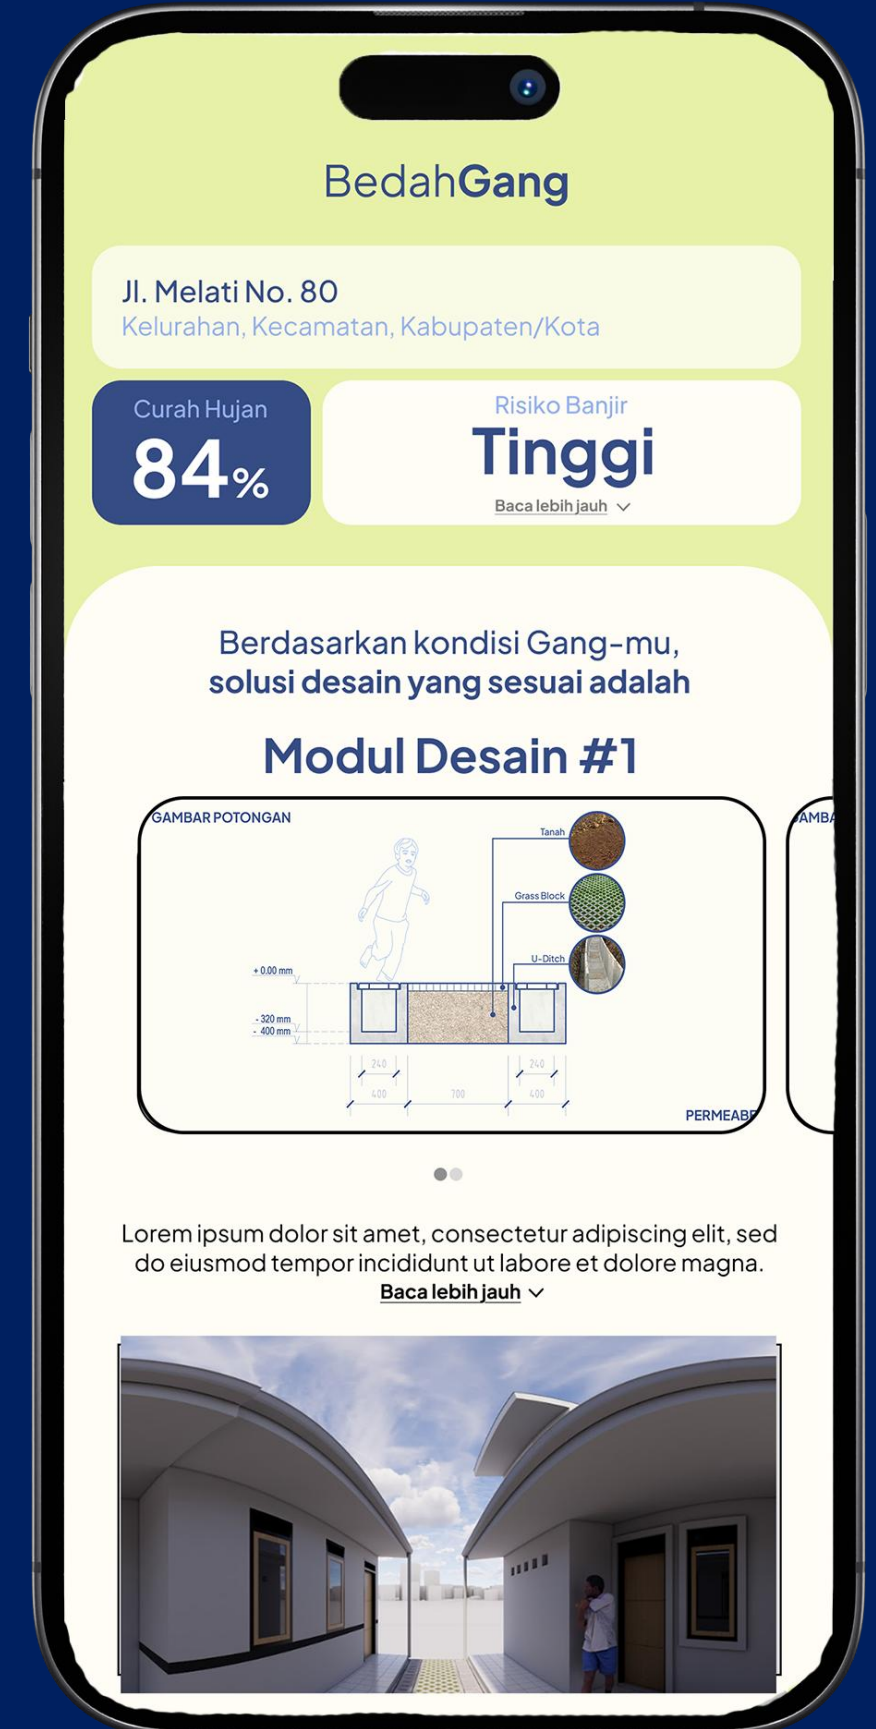 BedahGang
Jl. Melati No. 80
Kelurahan, Kecamatan, Kabupaten/Kota
Curah Hujan
84%
Risiko Banjir
Tinggi
Baca lebih jauh
Berdasarkan kondisi Gang-mu,
solusi desain yang sesuai adalah
Modul Desain #1
GAMBAR POTONGAN
AMBA
Tanah
Grass Block
U-Ditch
+ 0.00 mm
- 320 mm
- 400 mm
240
240
400
700
400
PERMEAB
Lorem ipsum dolor sit amet, consectetur adipiscing elit, sed
do eiusmod tempor incididunt ut labore et dolore magna.
Baca lebih jauh